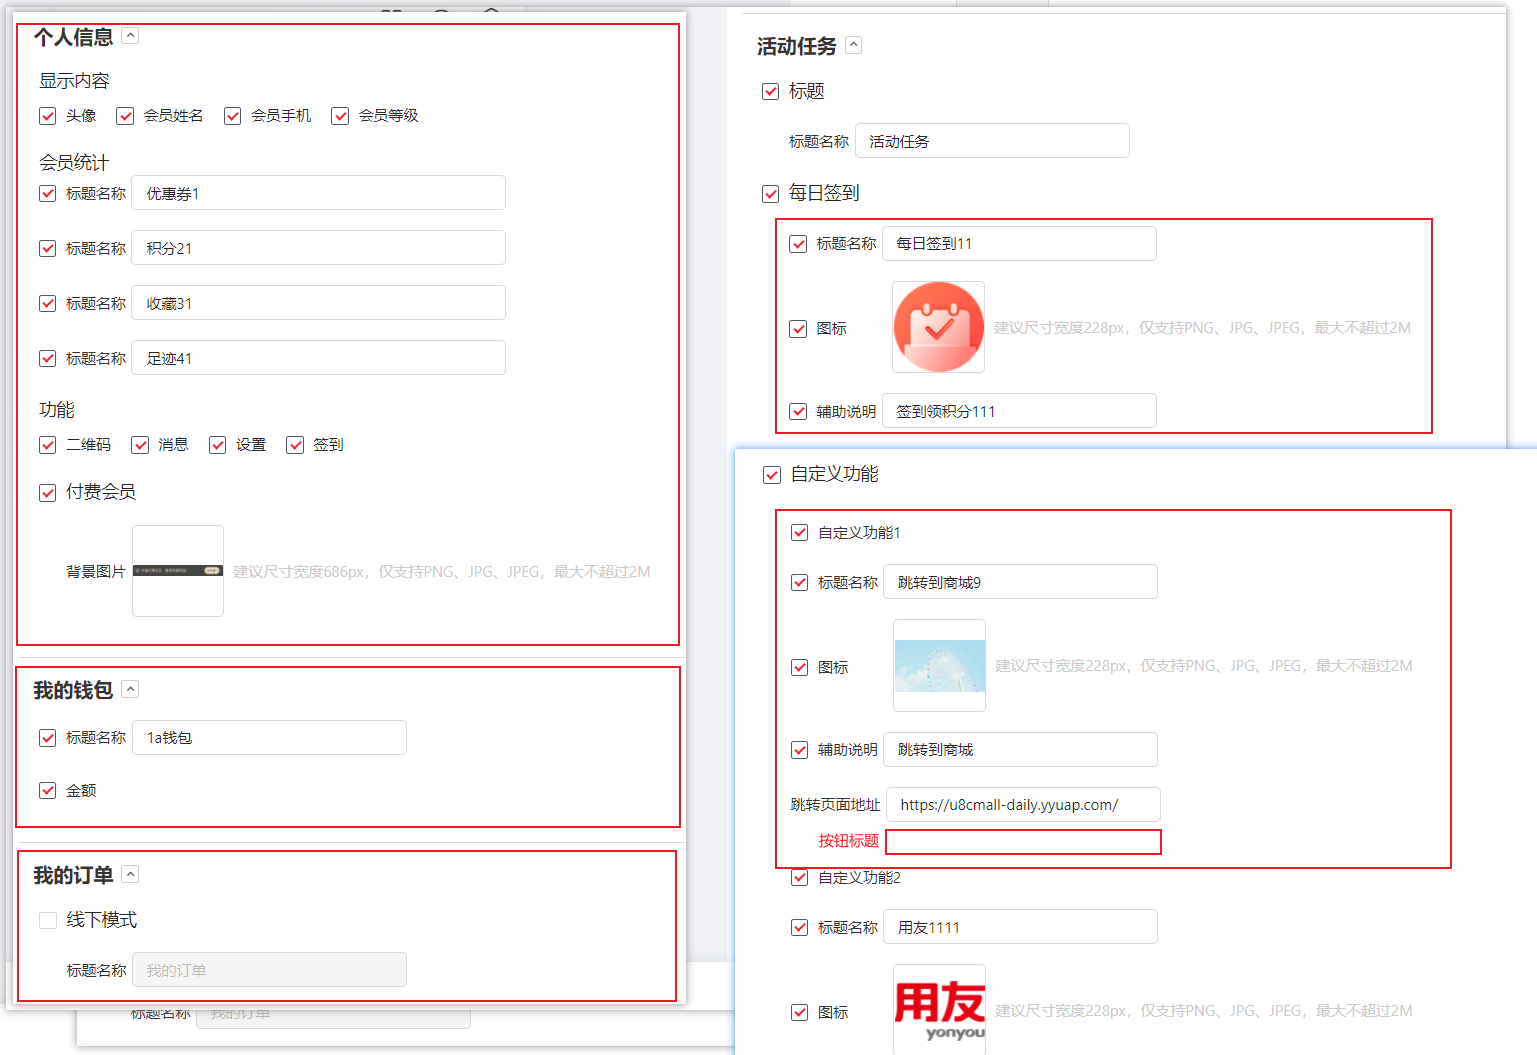 个人信息
显示内容
头像 会员姓名 会员手机 会员等级
会员统计
标题名称 优惠券1
标题名称 积分21
标题名称 收藏31
标题名称 足迹41
功能
二维码 消息 设置 签到
付费会员
背景图片 建议尺寸宽度686px，仅支持PNG、JPG、JPEG，最大不超过2M
我的钱包
标题名称 1a钱包
金额
我的订单
线下模式
标题名称 我的订单
标题名称 我的订单
活动任务
标题
标题名称 活动任务
每日签到
标题名称 每日签到11
图标 建议尺寸宽度228px，仅支持PNG、JPG、JPEG，最大不超过2M
辅助说明 签到领积分111
自定义功能
自定义功能1
标题名称 跳转到商城9
图标 建议尺寸宽度228px，仅支持PNG、JPG、JPEG，最大不超过2M
辅助说明 跳转到商城
跳转页面地址 https://u8cmall-daily.yyuap.com/
按钮标题
自定义功能2
标题名称 用友1111
图标 用友 建议尺寸宽度228px，仅支持PNG、JPG、JPEG，最大不超过2M
yonyou